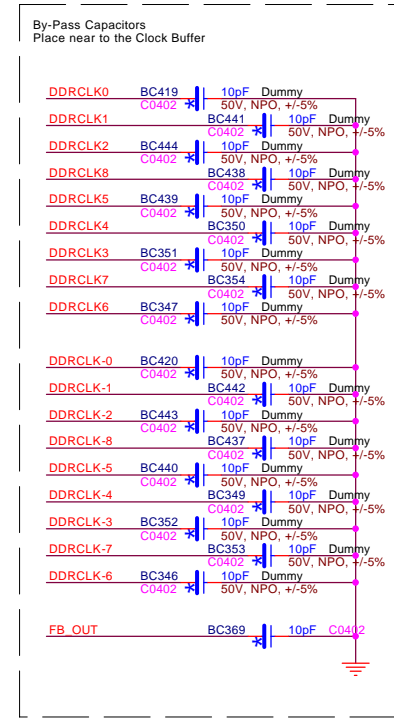 By-Pass Capacitors
Place near to the Clock Buffer
DDRCLK0 BC419 10pF Dummy
C0402 50V, NPO, +/-5%
DDRCLK1 BC441 10pF Dummy
C0402 50V, NPO, +/-5%
DDRCLK2 BC444 10pF Dummy
C0402 50V, NPO, +/-5%
DDRCLK8 BC438 10pF Dummy
C0402 50V, NPO, +/-5%
DDRCLK5 BC439 10pF Dummy
C0402 50V, NPO, +/-5%
DDRCLK4 BC350 10pF Dummy
C0402 50V, NPO, +/-5%
DDRCLK3 BC351 10pF Dummy
C0402 50V, NPO, +/-5%
DDRCLK7 BC354 10pF Dummy
C0402 50V, NPO, +/-5%
DDRCLK6 BC347 10pF Dummy
C0402 50V, NPO, +/-5%
DDRCLK-0 BC420 10pF Dummy
C0402 50V, NPO, +/-5%
DDRCLK-1 BC442 10pF Dummy
C0402 50V, NPO, +/-5%
DDRCLK-2 BC443 10pF Dummy
C0402 50V, NPO, +/-5%
DDRCLK-8 BC437 10pF Dummy
C0402 50V, NPO, +/-5%
DDRCLK-5 BC440 10pF Dummy
C0402 50V, NPO, +/-5%
DDRCLK-4 BC349 10pF Dummy
C0402 50V, NPO, +/-5%
DDRCLK-3 BC352 10pF Dummy
C0402 50V, NPO, +/-5%
DDRCLK-7 BC353 10pF Dummy
C0402 50V, NPO, +/-5%
DDRCLK-6 BC346 10pF Dummy
C0402 50V, NPO, +/-5%
FB_OUT BC369 10pF C0402